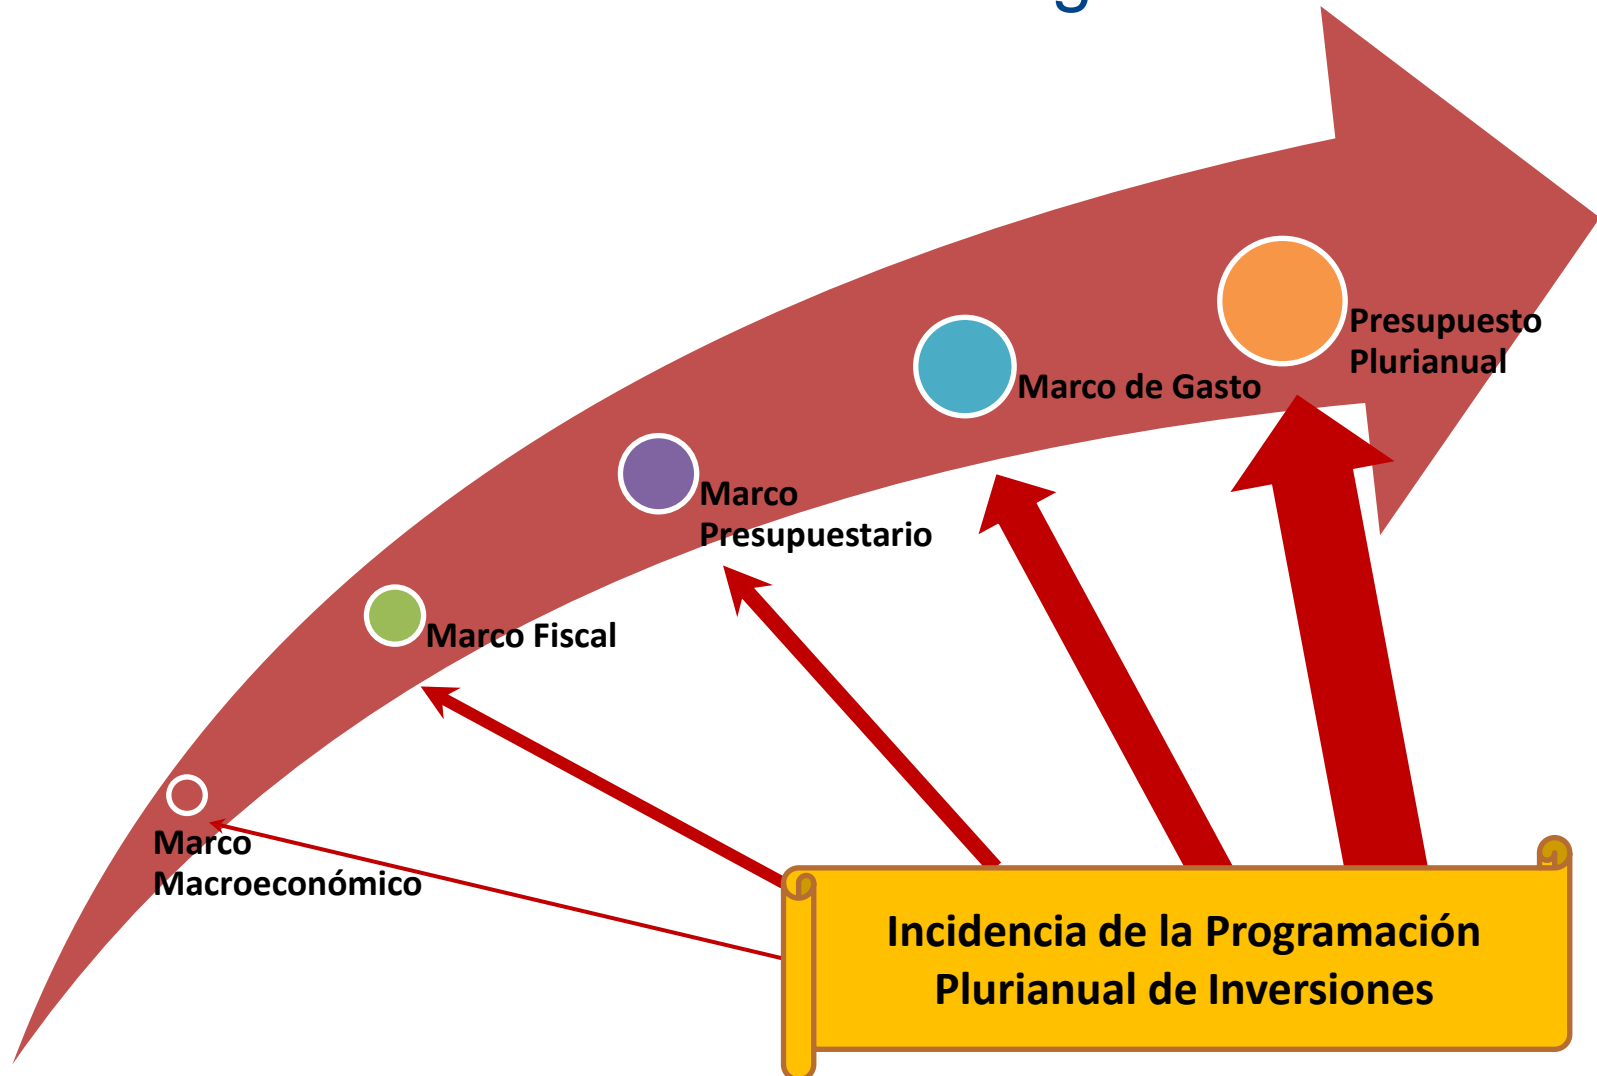 Presupuesto
Plurianual
Marco de Gasto
Marco
Presupuestario
Marco Fiscal
Marco
Macroeconómico
Incidencia de la Programación
Plurianual de Inversiones